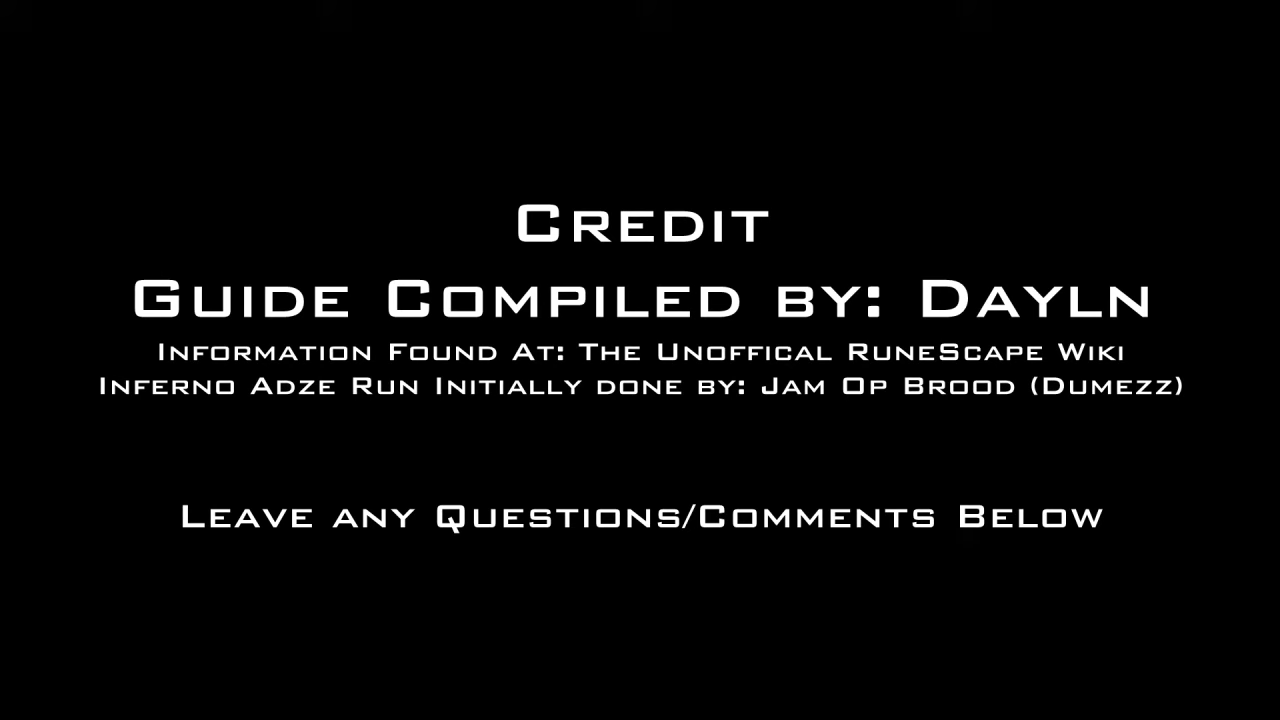 Credit
Guide Compiled by: Dayln
Information Found At: The Unoffical RuneScape Wiki
Inferno Adze Run Initially done by: Jam Op Brood (Dumezz)
Leave any Questions/Comments Below